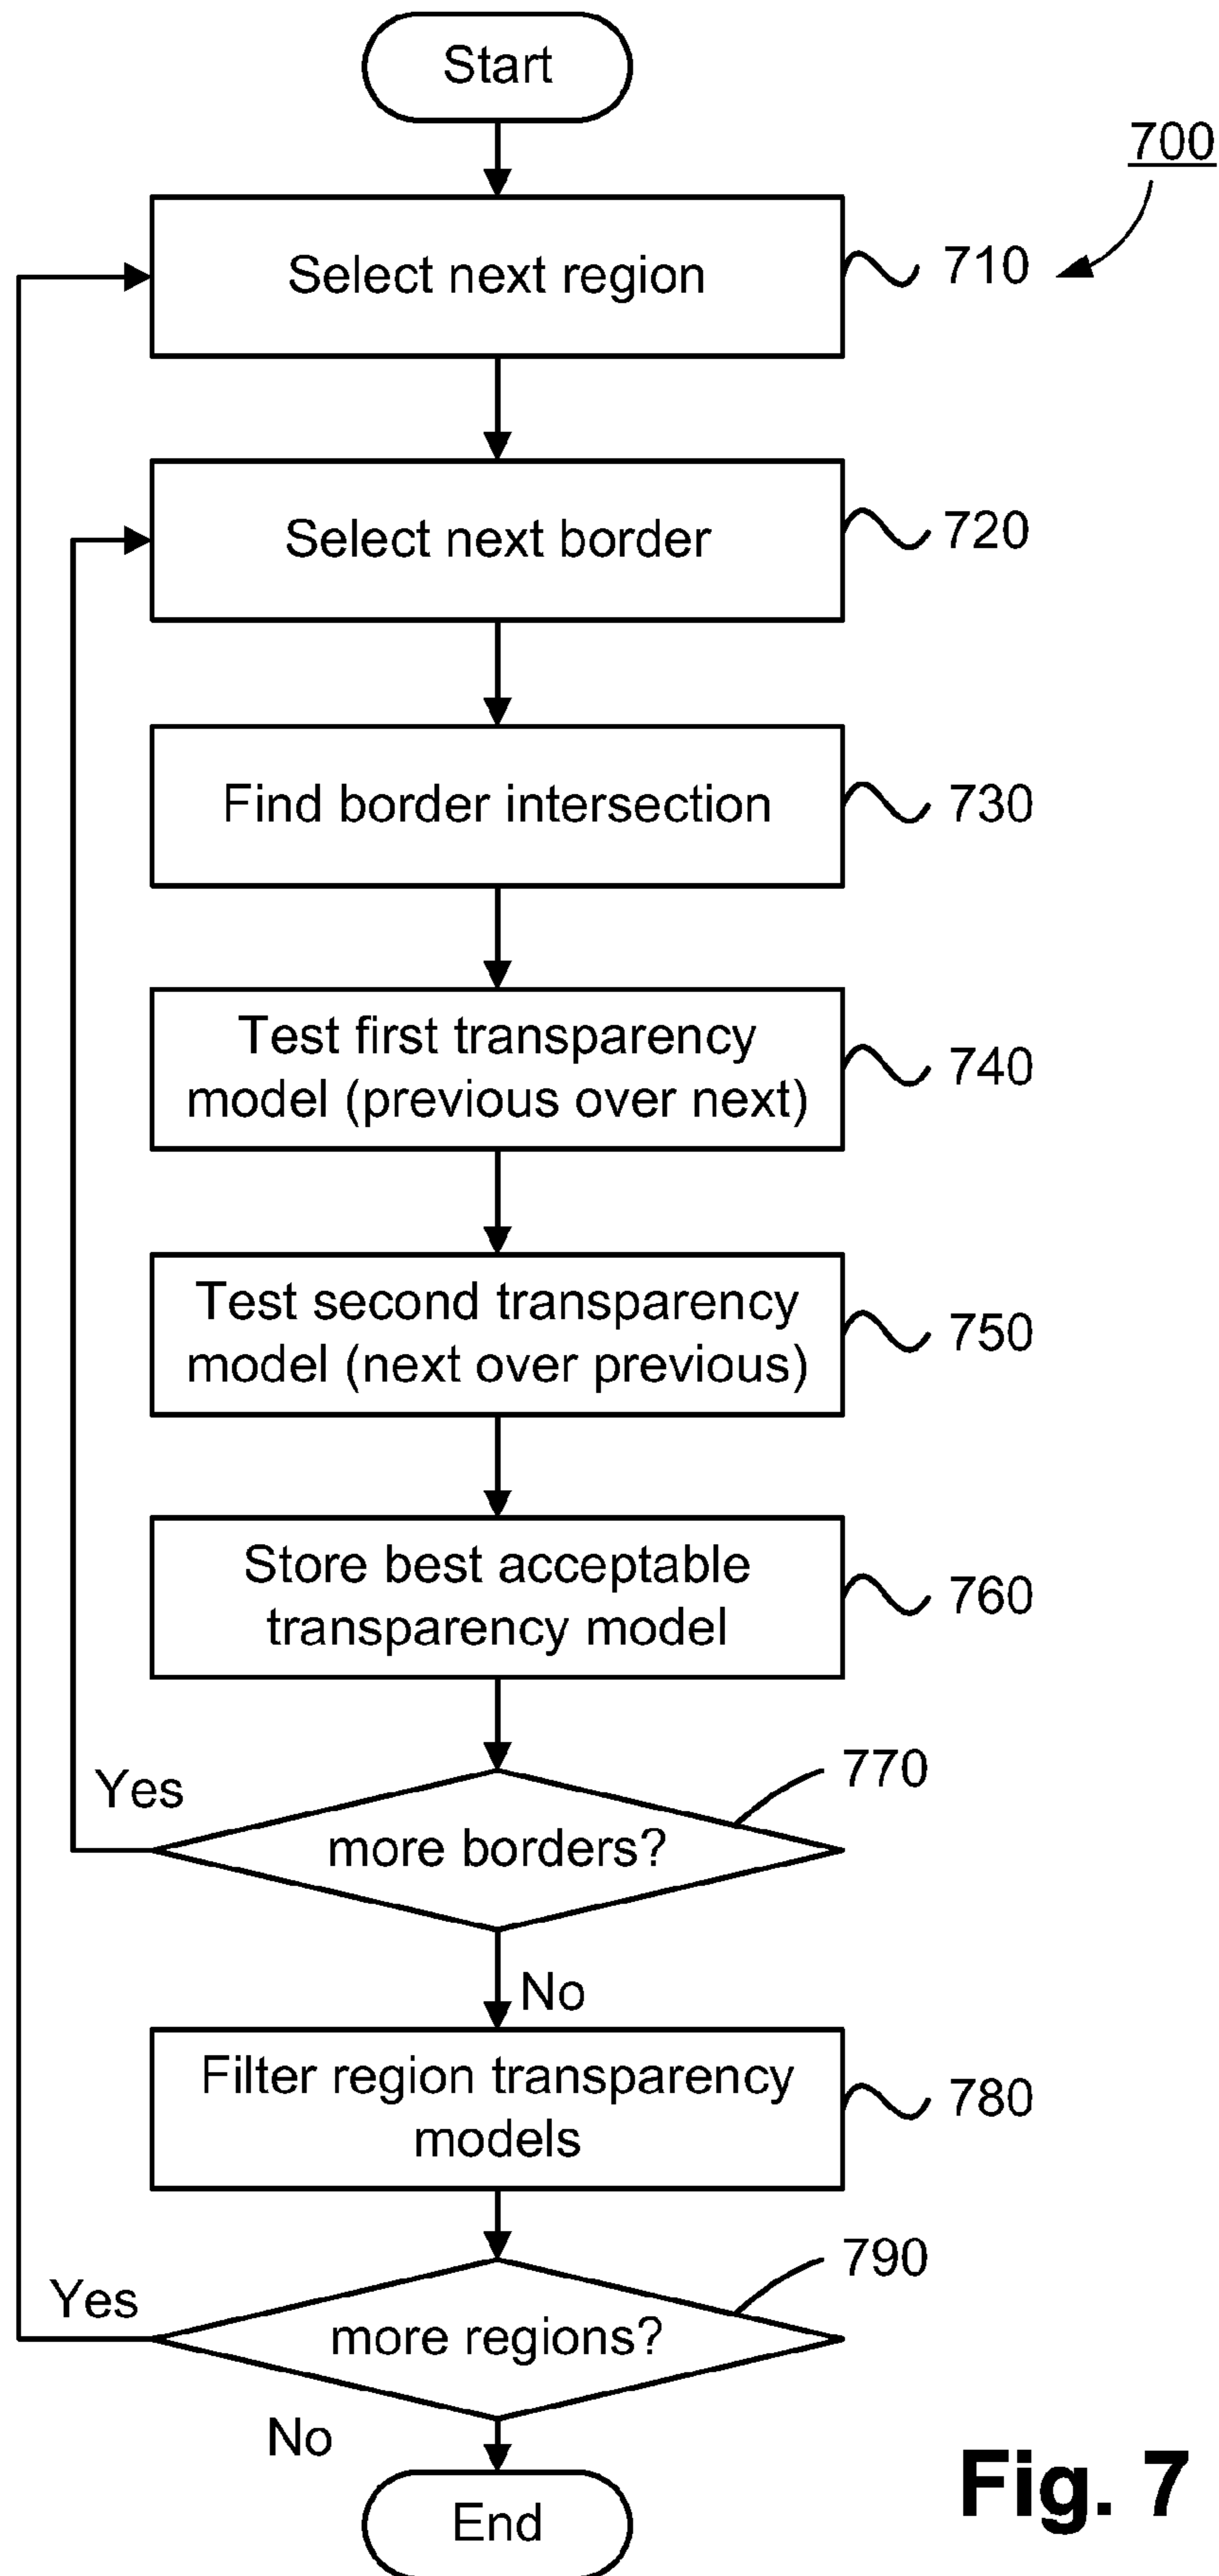 Start
700
Select next region
710
Select next border
720
Find border intersection
730
Test first transparency
model (previous over next)
740
Test second transparency
model (next over previous)
750
Store best acceptable
transparency model
760
770
Yes
more borders?
No
Filter region transparency
models
780
790
Yes
more regions?
No
End
Fig. 7